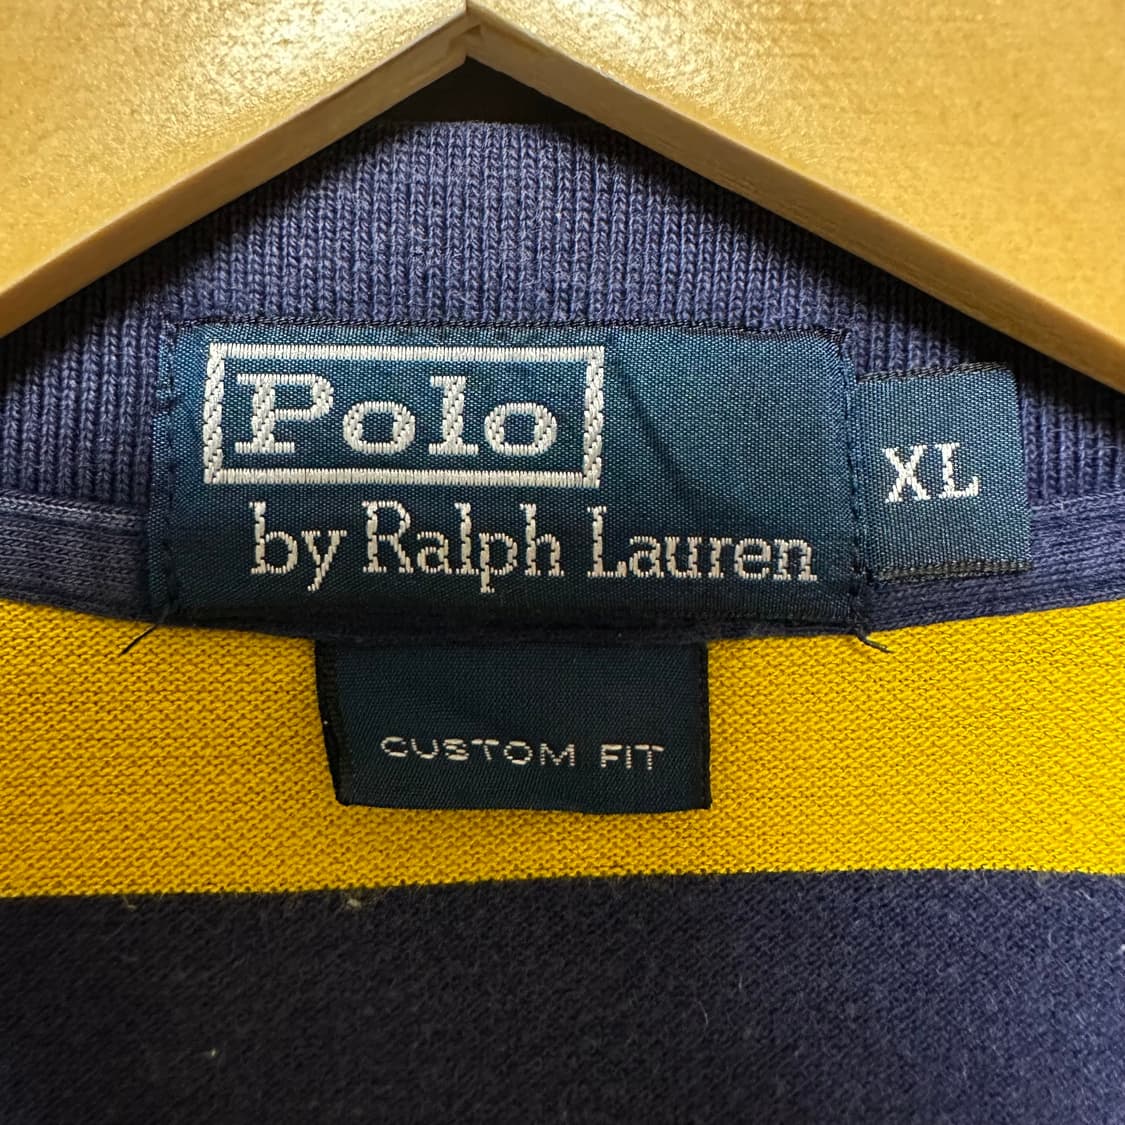 Polo
by Ralph Lauren
XL
CUSTOM FIT